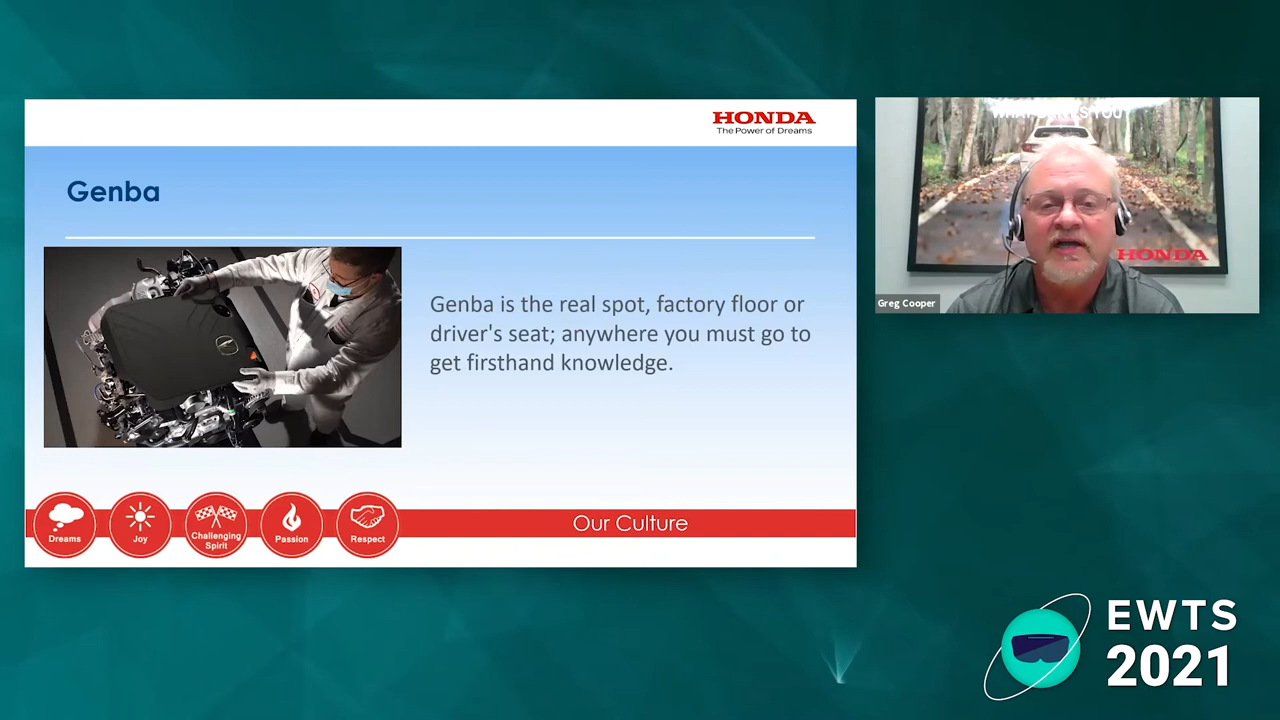 HONDA
The Power of Dreams
Genba
Genba is the real spot, factory floor or
driver's seat; anywhere you must go to
get firsthand knowledge.
Dreams
Joy
Challenging
Spirit
Passion
Respect
Our Culture
HONDA
Greg Cooper
EWTS
2021